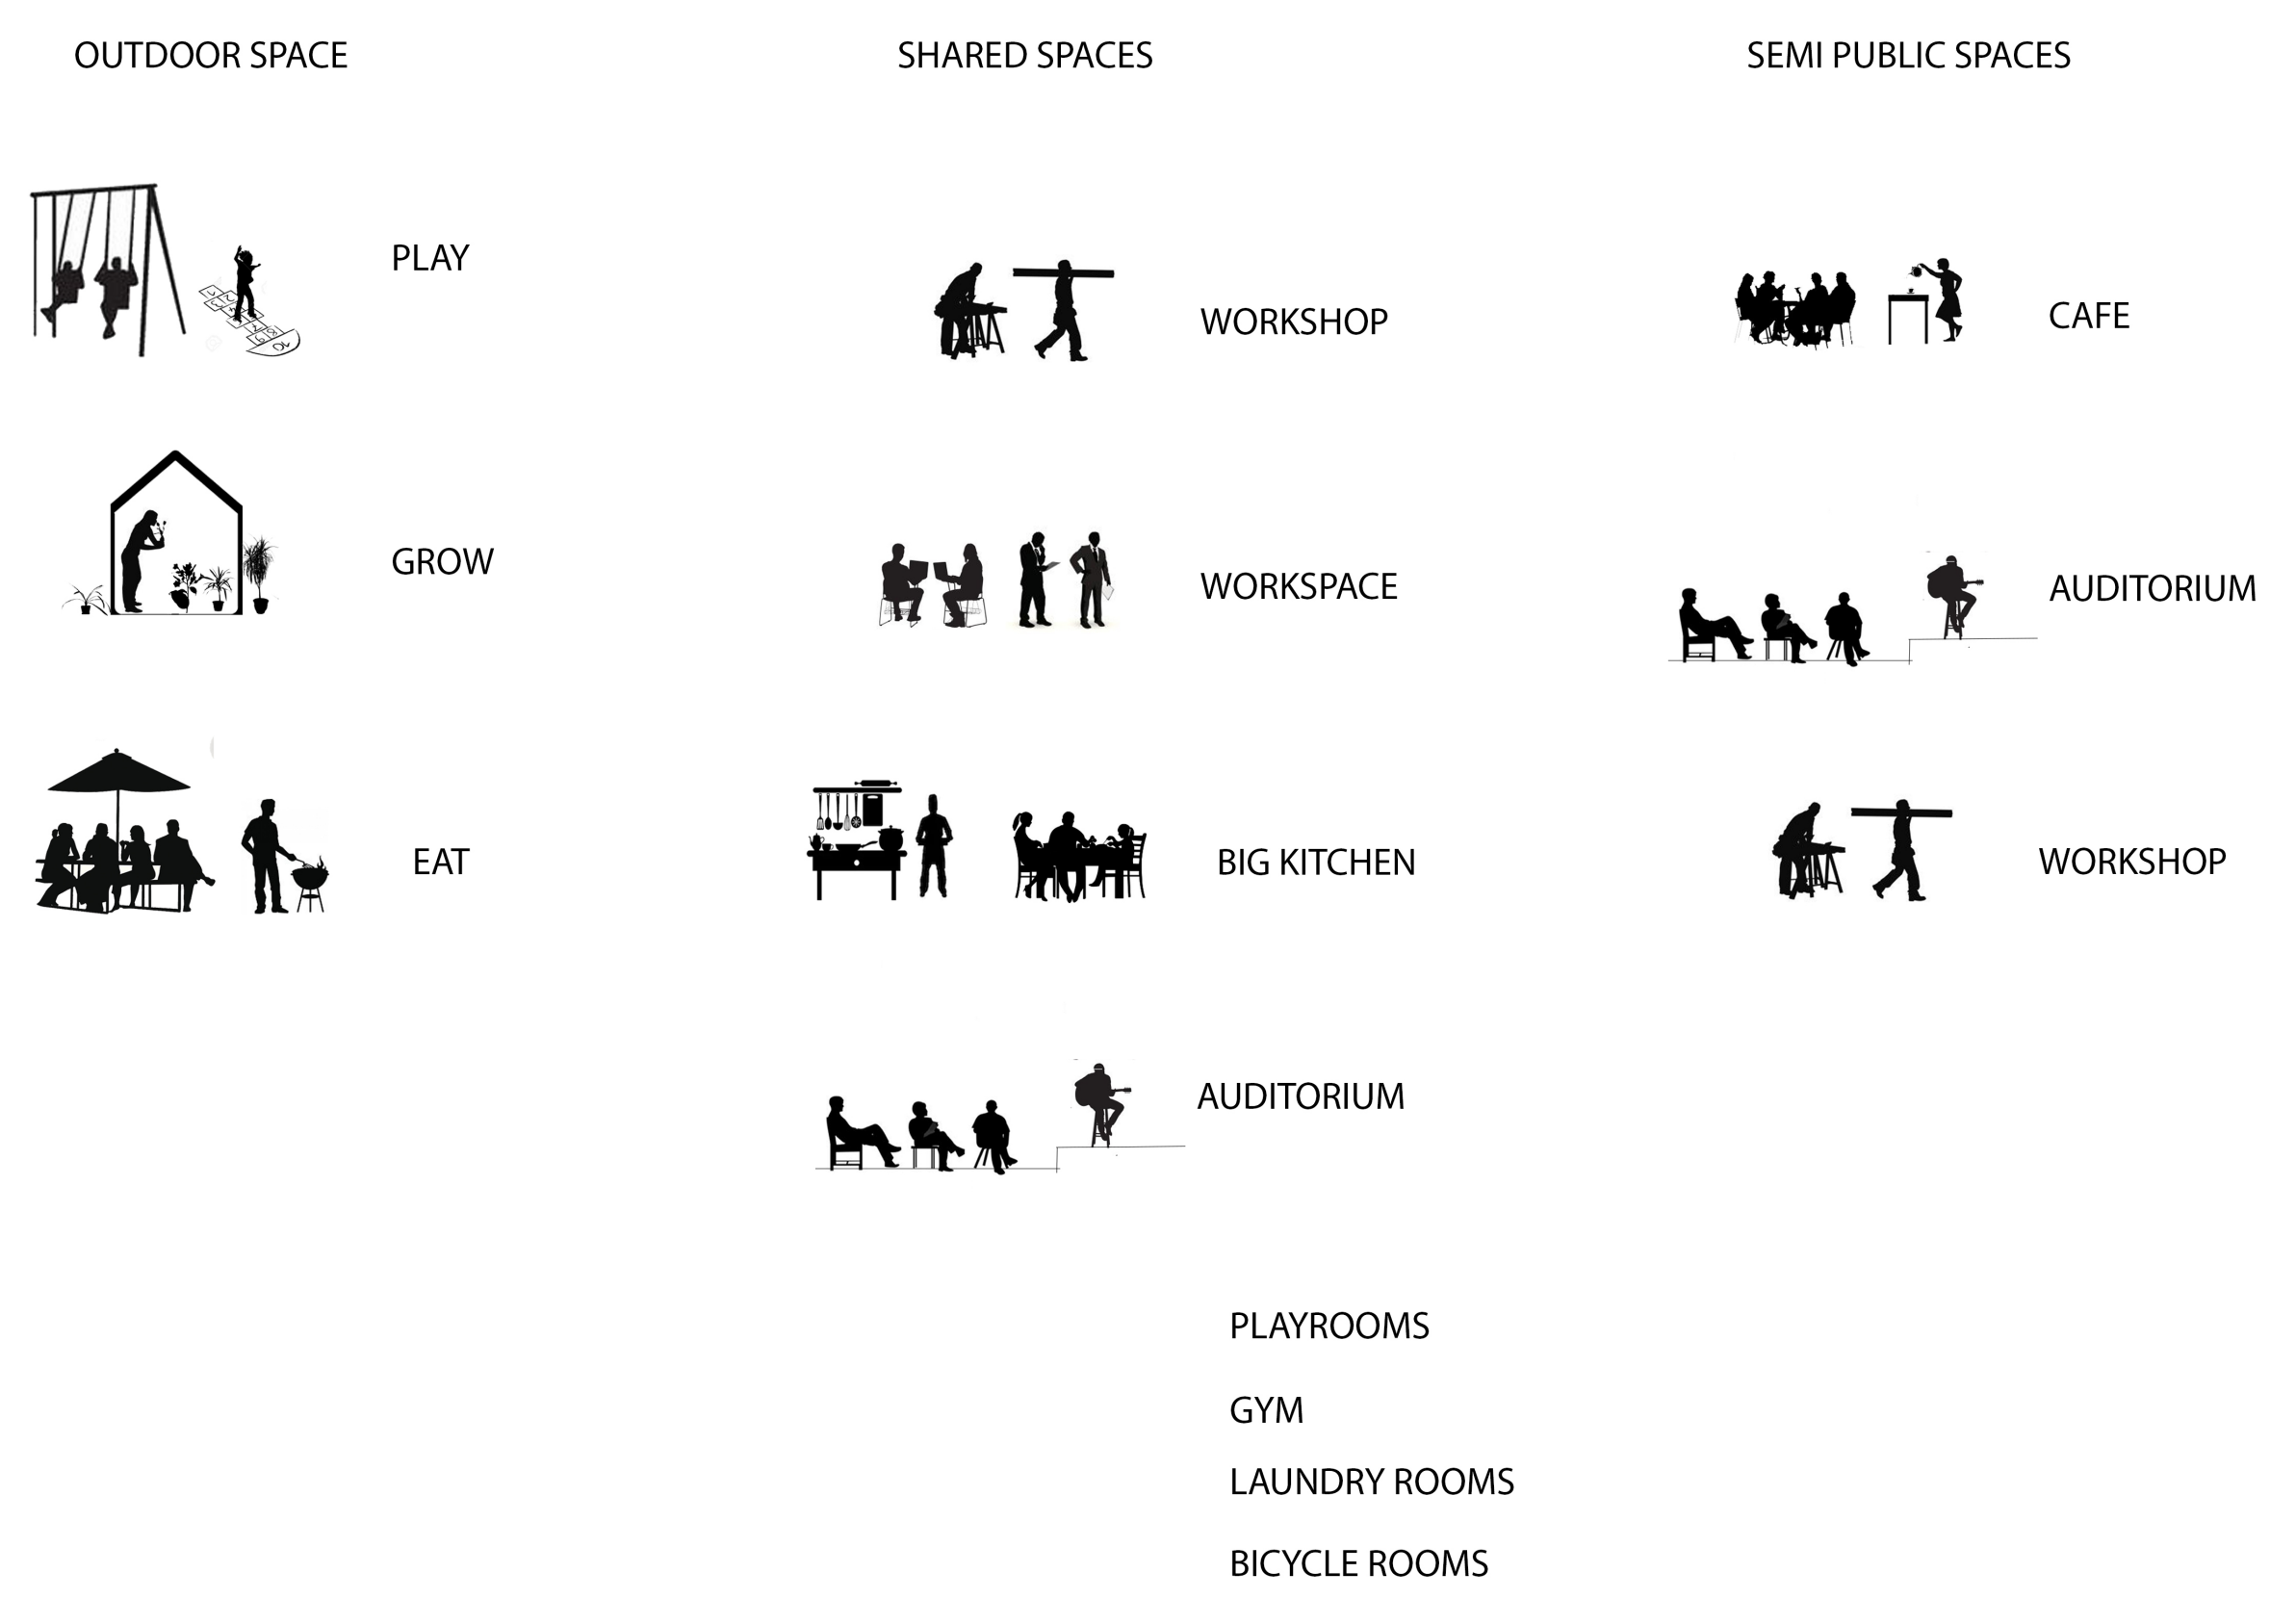 OUTDOOR SPACE
PLAY
GROW
EAT
SHARED SPACES
WORKSHOP
WORKSPACE
BIG KITCHEN
AUDITORIUM
PLAYROOMS
GYM
LAUNDRY ROOMS
BICYCLE ROOMS
SEMI PUBLIC SPACES
CAFE
AUDITORIUM
WORKSHOP